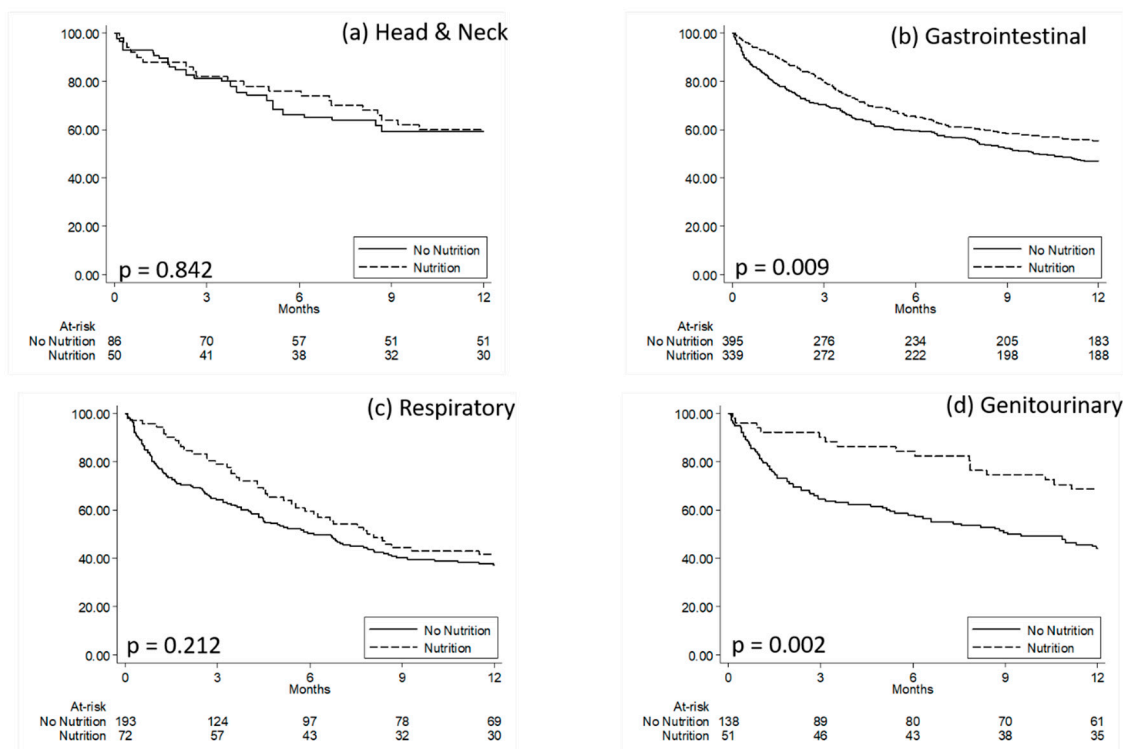 (a) Head & Neck
100.00
80.00
60.00
40.00
20.00
0.00
No Nutrition
Nutrition
p = 0.842
0 3 6 9 12
Months
At-risk
No Nutrition 86 70 57 51 51
Nutrition 50 41 38 32 30
(b) Gastrointestinal
100.00
80.00
60.00
40.00
20.00
0.00
No Nutrition
Nutrition
p = 0.009
0 3 6 9 12
Months
At-risk
No Nutrition 395 276 234 205 183
Nutrition 339 272 222 198 188
(c) Respiratory
100.00
80.00
60.00
40.00
20.00
0.00
No Nutrition
Nutrition
p = 0.212
0 3 6 9 12
Months
At-risk
No Nutrition 193 124 97 78 69
Nutrition 72 57 43 32 30
(d) Genitourinary
100.00
80.00
60.00
40.00
20.00
0.00
No Nutrition
Nutrition
p = 0.002
0 3 6 9 12
Months
At-risk
No Nutrition 138 89 80 70 61
Nutrition 51 46 43 38 35